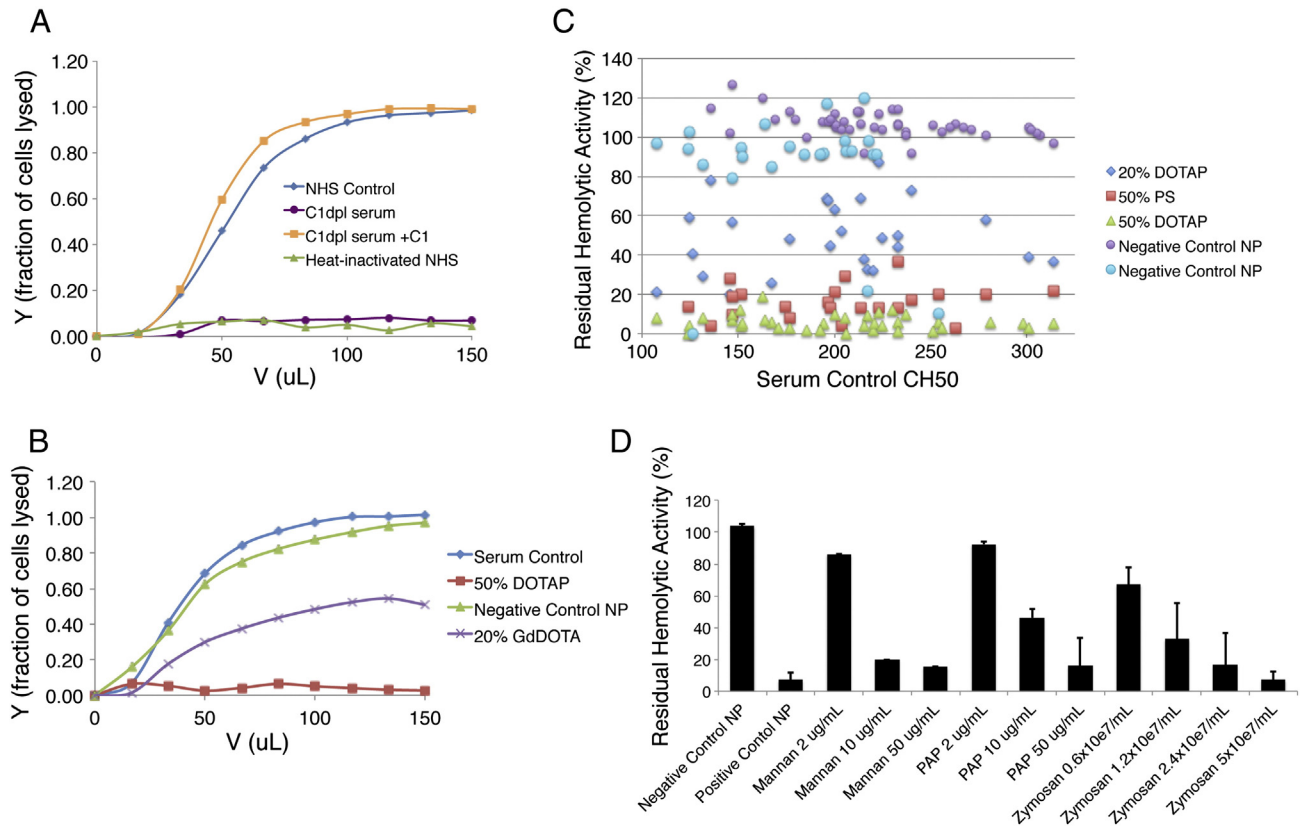 A
Y (fraction of cells lysed)
1.20
1.00
0.80
0.60
0.40
0.20
0.00
0
50
100
150
V (uL)
NHS Control
C1dpl serum
C1dpl serum +C1
Heat-inactivated NHS
C
Residual Hemolytic Activity (%)
140
120
100
80
60
40
20
0
100
150
200
250
300
Serum Control CH50
20% DOTAP
50% PS
50% DOTAP
Negative Control NP
Negative Control NP
B
Y (fraction of cells lysed)
1.20
1.00
0.80
0.60
0.40
0.20
0.00
0
50
100
150
V (uL)
Serum Control
50% DOTAP
Negative Control NP
20% GdDOTA
D
Residual Hemolytic Activity (%)
120
100
80
60
40
20
0
Negative Control NP
Positive Contol NP
Mannan 2 ug/mL
Mannan 10 ug/mL
Mannan 50 ug/mL
PAP 2 ug/mL
PAP 10 ug/mL
PAP 50 ug/mL
Zymosan 0.6x10e7/mL
Zymosan 1.2x10e7/mL
Zymosan 2.4x10e7/mL
Zymosan 5x10e7/mL